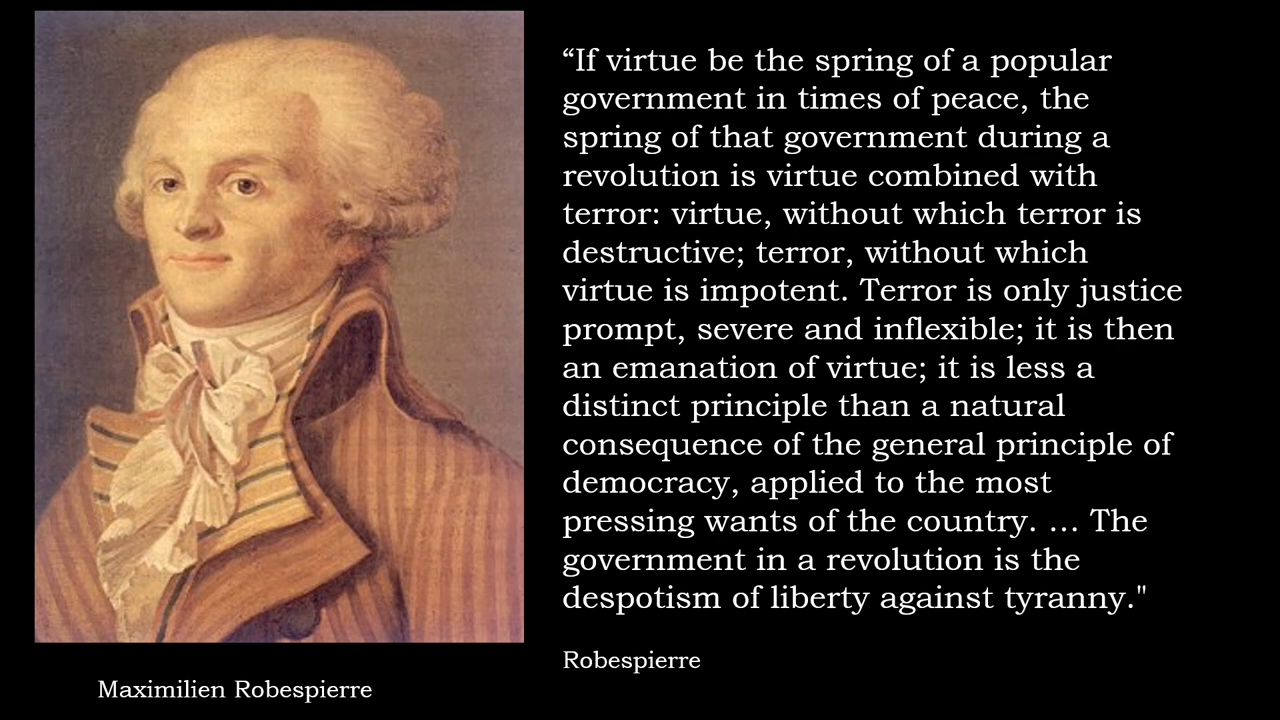 “If virtue be the spring of a popular
government in times of peace, the
spring of that government during a
revolution is virtue combined with
terror: virtue, without which terror is
destructive; terror, without which
virtue is impotent. Terror is only justice
prompt, severe and inflexible; it is then
an emanation of virtue; it is less a
distinct principle than a natural
consequence of the general principle of
democracy, applied to the most
pressing wants of the country. … The
government in a revolution is the
despotism of liberty against tyranny."
Robespierre
Maximilien Robespierre